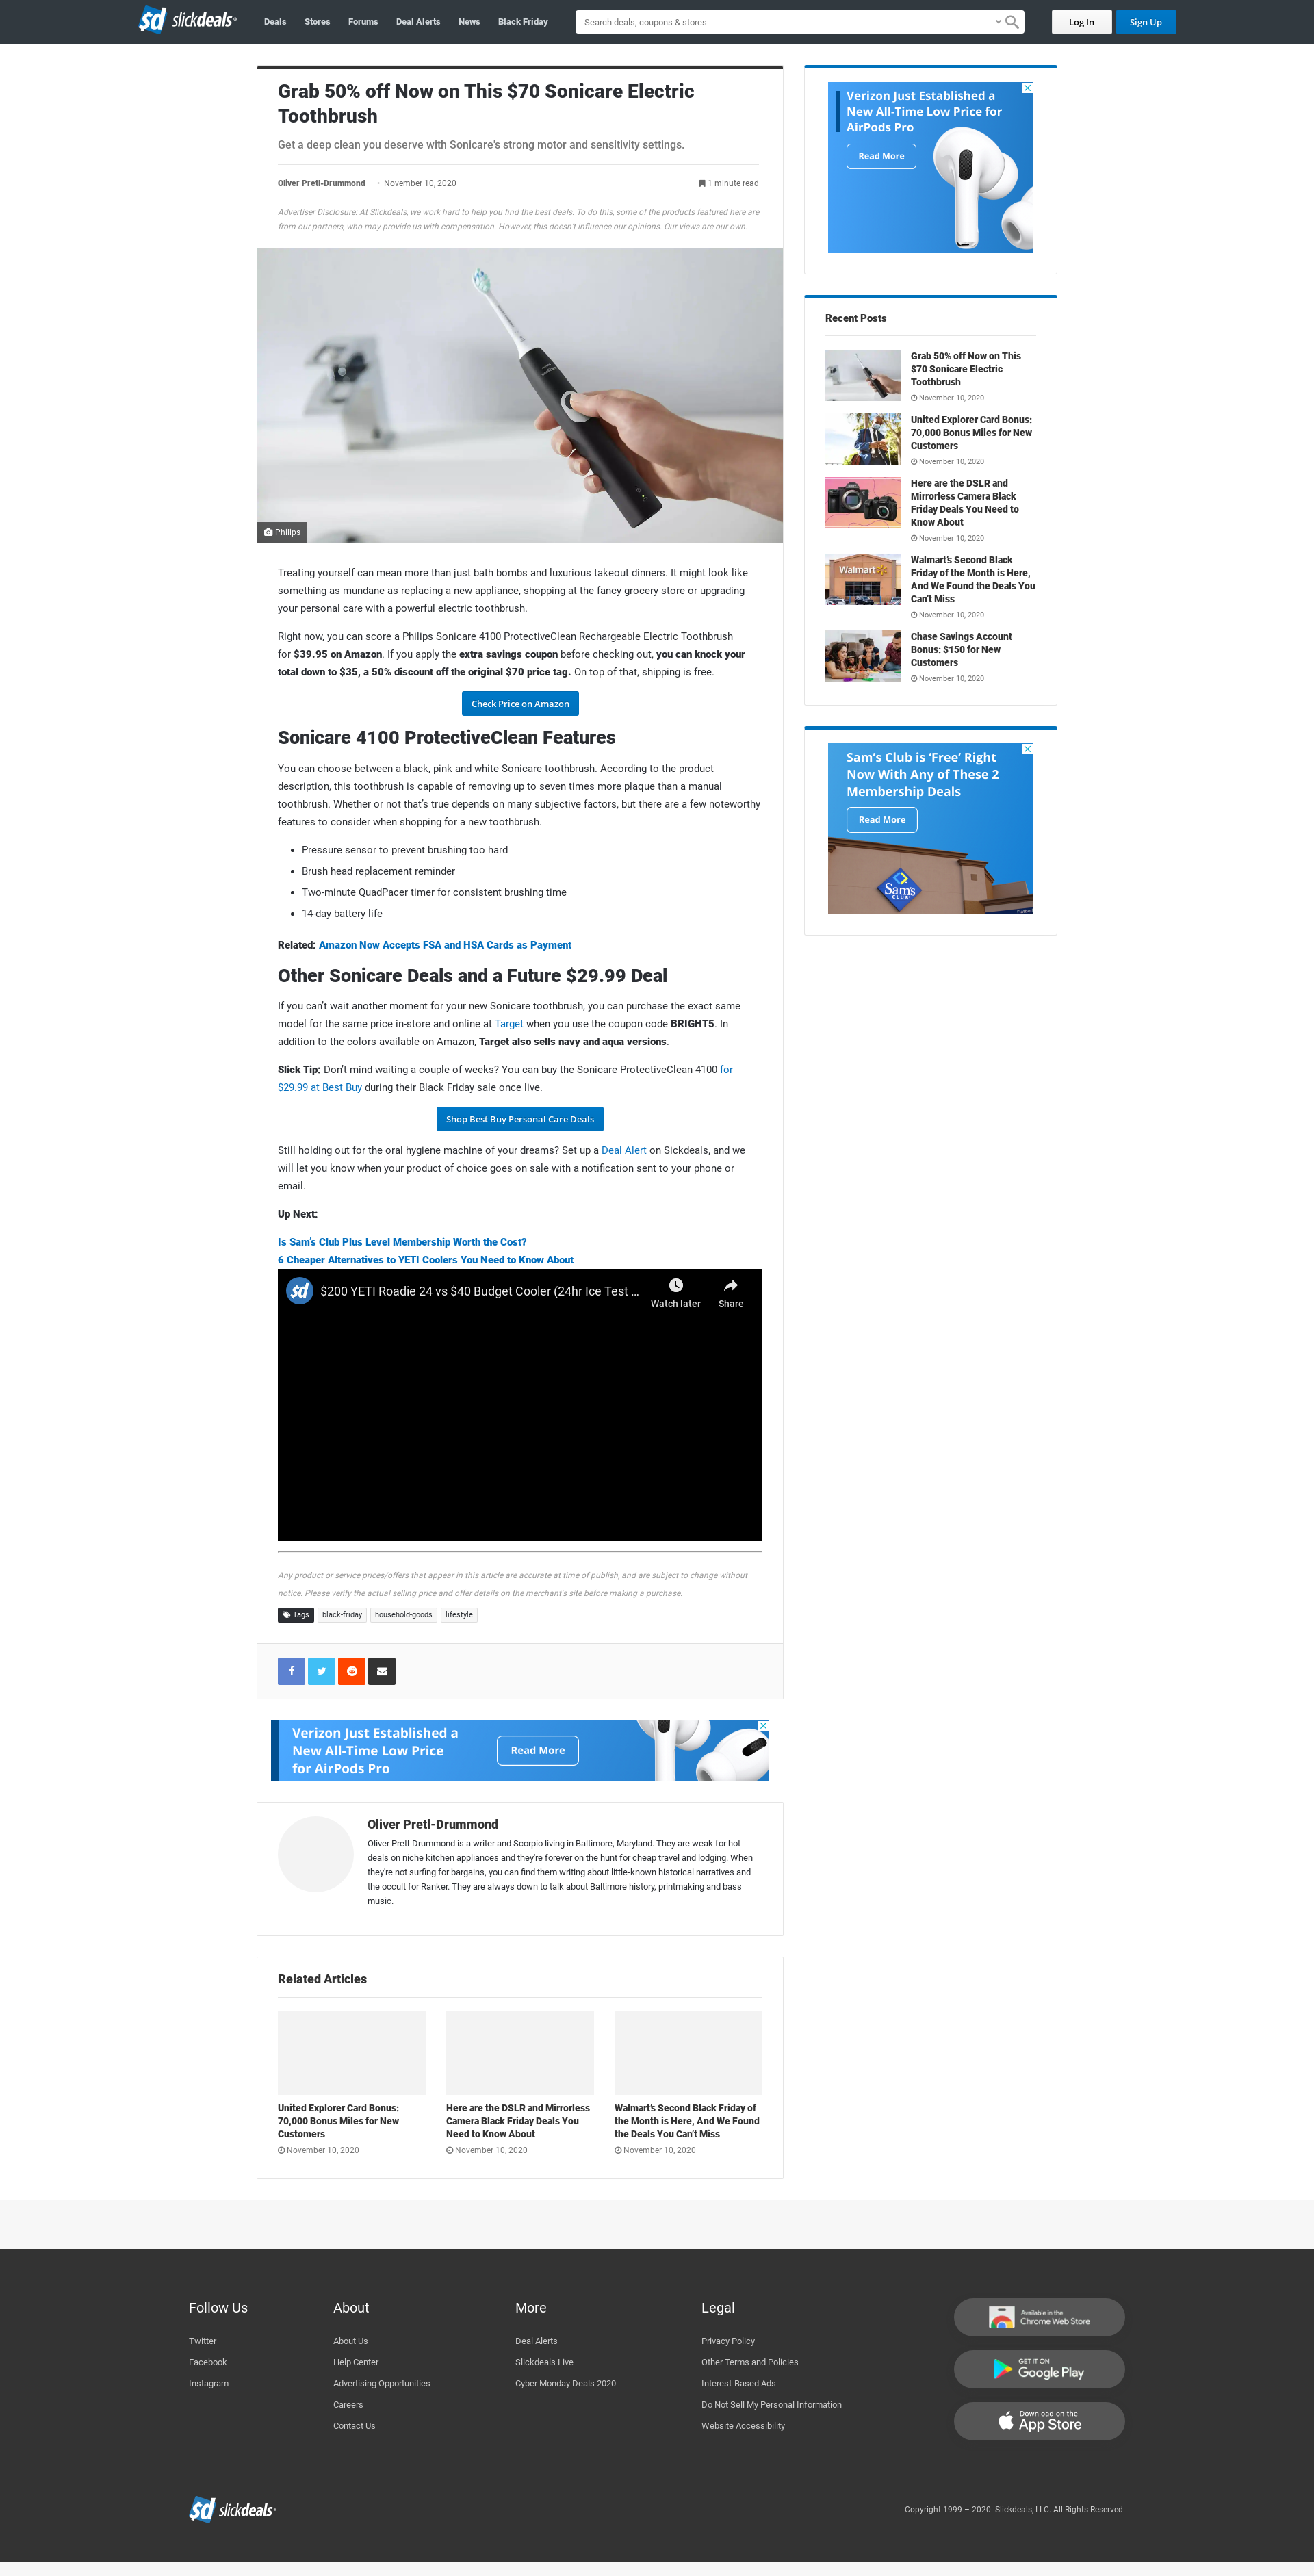 sd slickdeals
Deals Stores Forums Deal Alerts News Black Friday
Search deals, coupons & stores
Log In
Sign Up
Grab 50% off Now on This $70 Sonicare Electric
Toothbrush
Get a deep clean you deserve with Sonicare's strong motor and sensitivity settings.
Oliver Pretl-Drummond · November 10, 2020
1 minute read
Advertiser Disclosure: At Slickdeals, we work hard to help you find the best deals. To do this, some of the products featured here are
from our partners, who may provide us with compensation. However, this doesn't influence our opinions. Our views are our own.
Philips
Treating yourself can mean more than just bath bombs and luxurious takeout dinners. It might look like
something as mundane as replacing a new appliance, shopping at the fancy grocery store or upgrading
your personal care with a powerful electric toothbrush.
Right now, you can score a Philips Sonicare 4100 ProtectiveClean Rechargeable Electric Toothbrush
for $39.95 on Amazon. If you apply the extra savings coupon before checking out, you can knock your
total down to $35, a 50% discount off the original $70 price tag. On top of that, shipping is free.
Check Price on Amazon
Sonicare 4100 ProtectiveClean Features
You can choose between a black, pink and white Sonicare toothbrush. According to the product
description, this toothbrush is capable of removing up to seven times more plaque than a manual
toothbrush. Whether or not that's true depends on many subjective factors, but there are a few noteworthy
features to consider when shopping for a new toothbrush.
• Pressure sensor to prevent brushing too hard
• Brush head replacement reminder
• Two-minute QuadPacer timer for consistent brushing time
• 14-day battery life
Related: Amazon Now Accepts FSA and HSA Cards as Payment
Other Sonicare Deals and a Future $29.99 Deal
If you can't wait another moment for your new Sonicare toothbrush, you can purchase the exact same
model for the same price in-store and online at Target when you use the coupon code BRIGHT5. In
addition to the colors available on Amazon, Target also sells navy and aqua versions.
Slick Tip: Don't mind waiting a couple of weeks? You can buy the Sonicare ProtectiveClean 4100 for
$29.99 at Best Buy during their Black Friday sale once live.
Shop Best Buy Personal Care Deals
Still holding out for the oral hygiene machine of your dreams? Set up a Deal Alert on Sickdeals, and we
will let you know when your product of choice goes on sale with a notification sent to your phone or
email.
Up Next:
Is Sam's Club Plus Level Membership Worth the Cost?
6 Cheaper Alternatives to YETI Coolers You Need to Know About
sd
$200 YETI Roadie 24 vs $40 Budget Cooler (24hr Ice Test ...
Watch later
Share
Any product or service prices/offers that appear in this article are accurate at time of publish, and are subject to change without
notice. Please verify the actual selling price and offer details on the merchant's site before making a purchase.
Tags black-friday household-goods lifestyle
Verizon Just Established a
New All-Time Low Price
for AirPods Pro
Read More
Oliver Pretl-Drummond
Oliver Pretl-Drummond is a writer and Scorpio living in Baltimore, Maryland. They are weak for hot
deals on niche kitchen appliances and they're forever on the hunt for cheap travel and lodging. When
they're not surfing for bargains, you can find them writing about little-known historical narratives and
the occult for Ranker. They are always down to talk about Baltimore history, printmaking and bass
music.
Related Articles
United Explorer Card Bonus:
70,000 Bonus Miles for New
Customers
November 10, 2020
Here are the DSLR and Mirrorless
Camera Black Friday Deals You
Need to Know About
November 10, 2020
Walmart's Second Black Friday of
the Month is Here, And We Found
the Deals You Can't Miss
November 10, 2020
Verizon Just Established a
New All-Time Low Price for
AirPods Pro
Read More
Recent Posts
Grab 50% off Now on This
$70 Sonicare Electric
Toothbrush
November 10, 2020
United Explorer Card Bonus:
70,000 Bonus Miles for New
Customers
November 10, 2020
Here are the DSLR and
Mirrorless Camera Black
Friday Deals You Need to
Know About
November 10, 2020
Walmart
Walmart's Second Black
Friday of the Month is Here,
And We Found the Deals You
Can't Miss
November 10, 2020
Chase Savings Account
Bonus: $150 for New
Customers
November 10, 2020
Sam's Club is 'Free' Right
Now With Any of These 2
Membership Deals
Read More
Sam's
CLUB
Follow Us
Twitter
Facebook
Instagram
About
About Us
Help Center
Advertising Opportunities
Careers
Contact Us
More
Deal Alerts
Slickdeals Live
Cyber Monday Deals 2020
Legal
Privacy Policy
Other Terms and Policies
Interest-Based Ads
Do Not Sell My Personal Information
Website Accessibility
Available in the
Chrome Web Store
GET IT ON
Google Play
Download on the
App Store
sd slickdeals
Copyright 1999 – 2020. Slickdeals, LLC. All Rights Reserved.